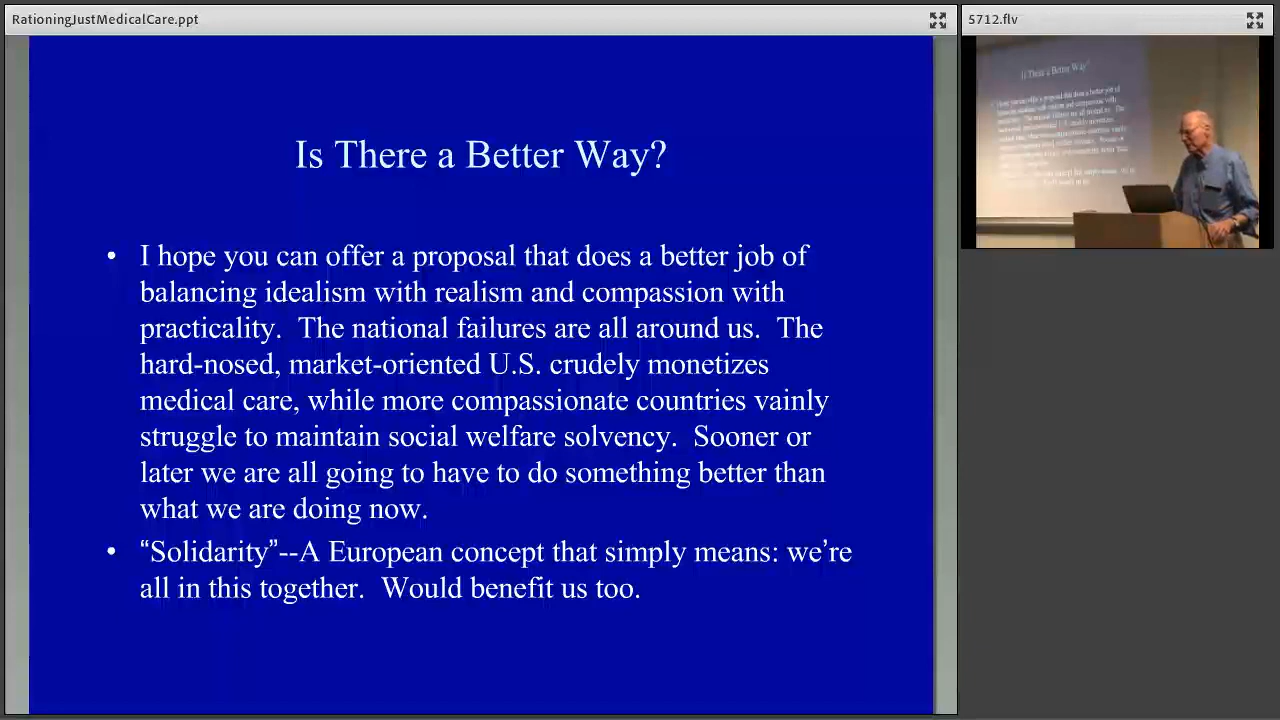 RationingJustMedicalCare.ppt
5712.flv
Is There a Better Way?
• I hope you can offer a proposal that does a better job of
balancing idealism with realism and compassion with
practicality.  The national failures are all around us.  The
hard-nosed, market-oriented U.S. crudely monetizes
medical care, while more compassionate countries vainly
struggle to maintain social welfare solvency.  Sooner or
later we are all going to have to do something better than
what we are doing now.
• “Solidarity”--A European concept that simply means: we’re
all in this together.  Would benefit us too.
Is There a Better Way?